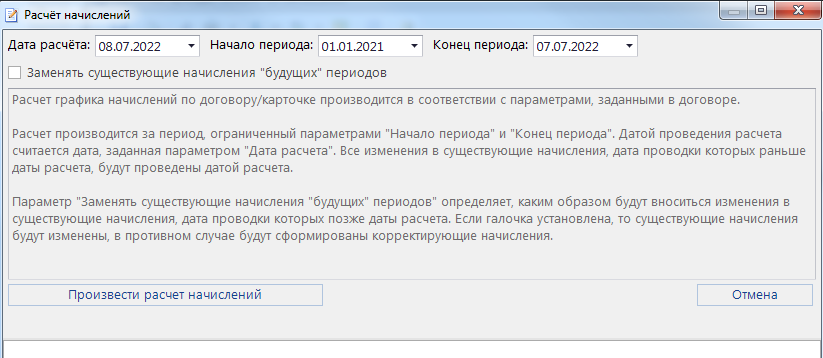 Расчёт начислений
Дата расчёта: 08.07.2022 Начало периода: 01.01.2021 Конец периода: 07.07.2022
Заменять существующие начисления "будущих" периодов
Расчет графика начислений по договору/карточке производится в соответствии с параметрами, заданными в договоре.
Расчет производится за период, ограниченный параметрами "Начало периода" и "Конец периода". Датой проведения расчета
считается дата, заданная параметром "Дата расчета". Все изменения в существующие начисления, дата проводки которых раньше
даты расчета, будут проведены датой расчета.
Параметр "Заменять существующие начисления "будущих" периодов" определяет, каким образом будут вноситься изменения в
существующие начисления, дата проводки которых позже даты расчета. Если галочка установлена, то существующие начисления
будут изменены, в противном случае будут сформированы корректирующие начисления.
Произвести расчет начислений Отмена